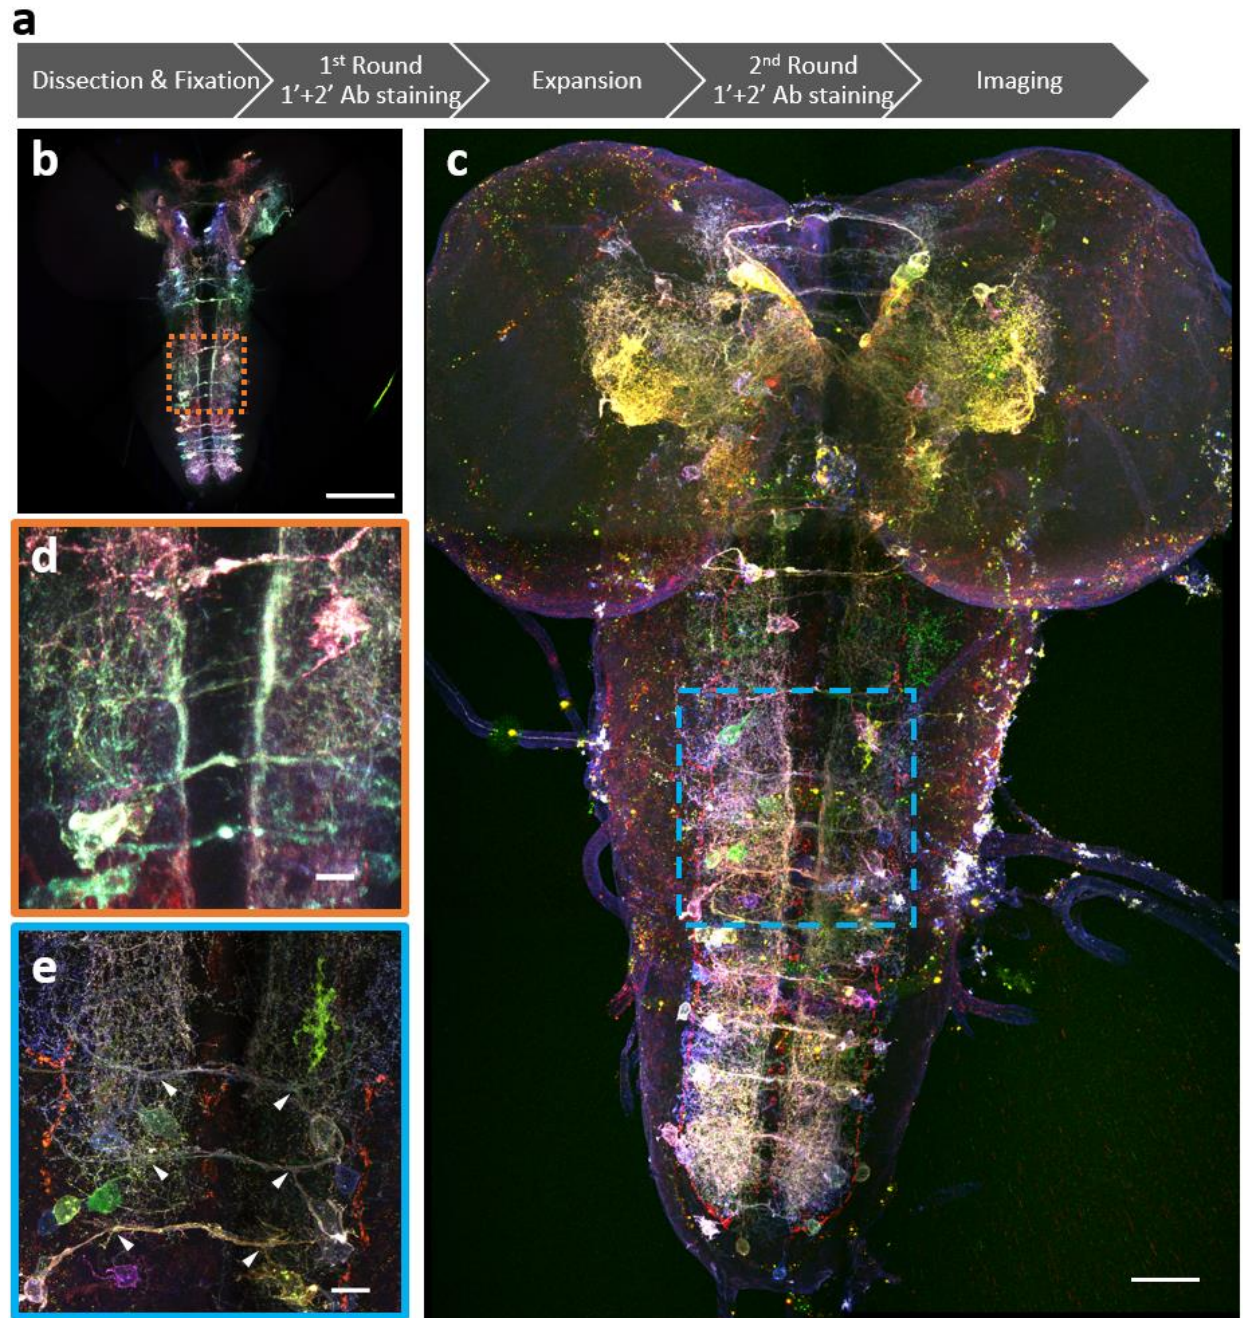 a
Dissection & Fixation
1st Round
1’+2’ Ab staining
Expansion
2nd Round
1’+2’ Ab staining
Imaging
b
c
d
e